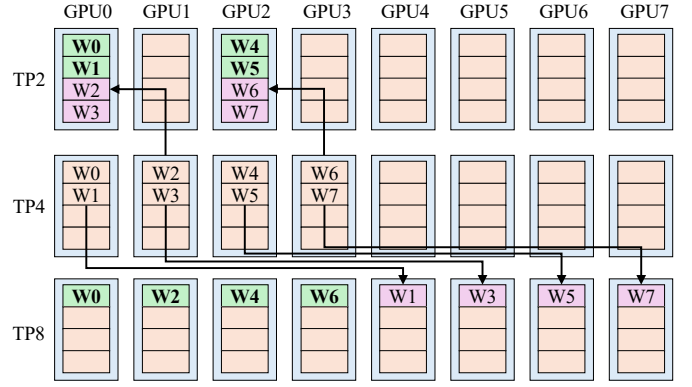 GPU0 GPU1 GPU2 GPU3 GPU4 GPU5 GPU6 GPU7
TP2
W0 W4
W1 W5
W2 W6
W3 W7
TP4
W0 W2 W4 W6
W1 W3 W5 W7
TP8
W0 W2 W4 W6 W1 W3 W5 W7